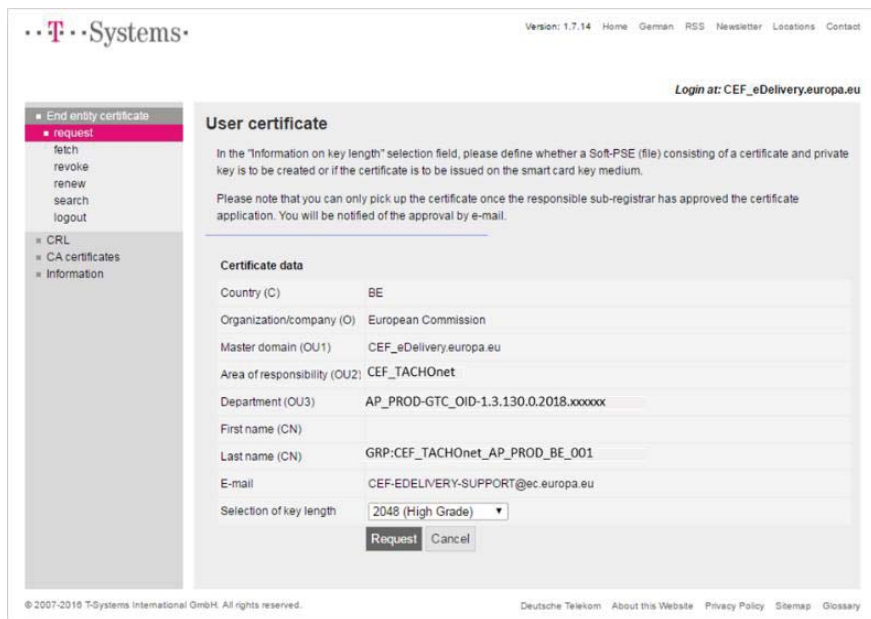 ··T··Systems·
Version: 1.7.14 Home German RSS Newsletter Locations Contact
Login at: CEF_eDelivery.europa.eu
End entity certificate
request
fetch
revoke
renew
search
logout
CRL
CA certificates
Information
User certificate
In the "Information on key length" selection field, please define whether a Soft-PSE (file) consisting of a certificate and private
key is to be created or if the certificate is to be issued on the smart card key medium.
Please note that you can only pick up the certificate once the responsible sub-registrar has approved the certificate
application. You will be notified of the approval by e-mail.
Certificate data
Country (C) BE
Organization/company (O) European Commission
Master domain (OU1) CEF_eDelivery.europa.eu
Area of responsibility (OU2) CEF_TACHOnet
Department (OU3) AP_PROD-GTC_OID-1.3.130.0.2018.xxxxxx
First name (CN)
Last name (CN) GRP:CEF_TACHOnet_AP_PROD_BE_001
E-mail CEF-EDELIVERY-SUPPORT@ec.europa.eu
Selection of key length 2048 (High Grade)
Request Cancel
© 2007-2016 T-Systems International GmbH. All rights reserved.
Deutsche Telekom About this Website Privacy Policy Sitemap Glossary